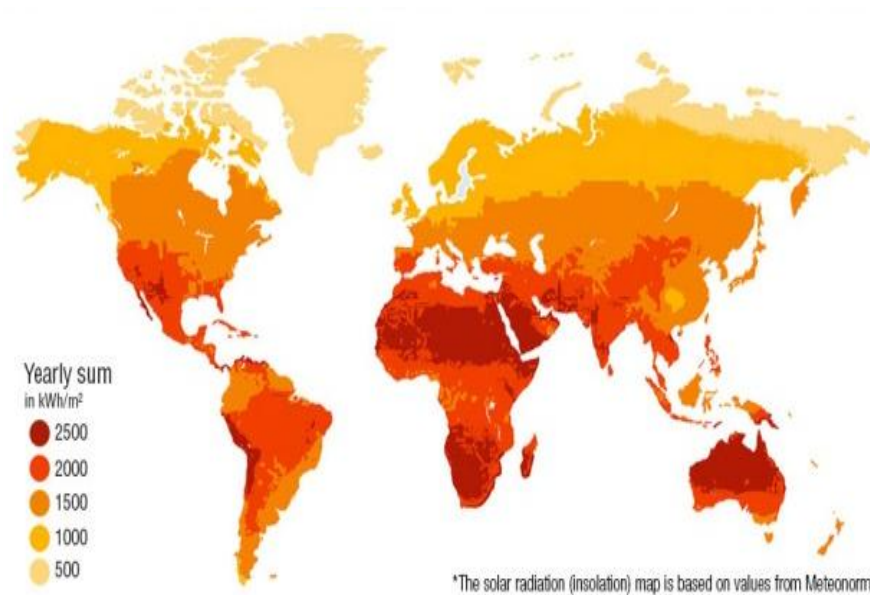 Yearly sum
in kWh/m²
2500
2000
1500
1000
500
*The solar radiation (insolation) map is based on values from Meteonorm